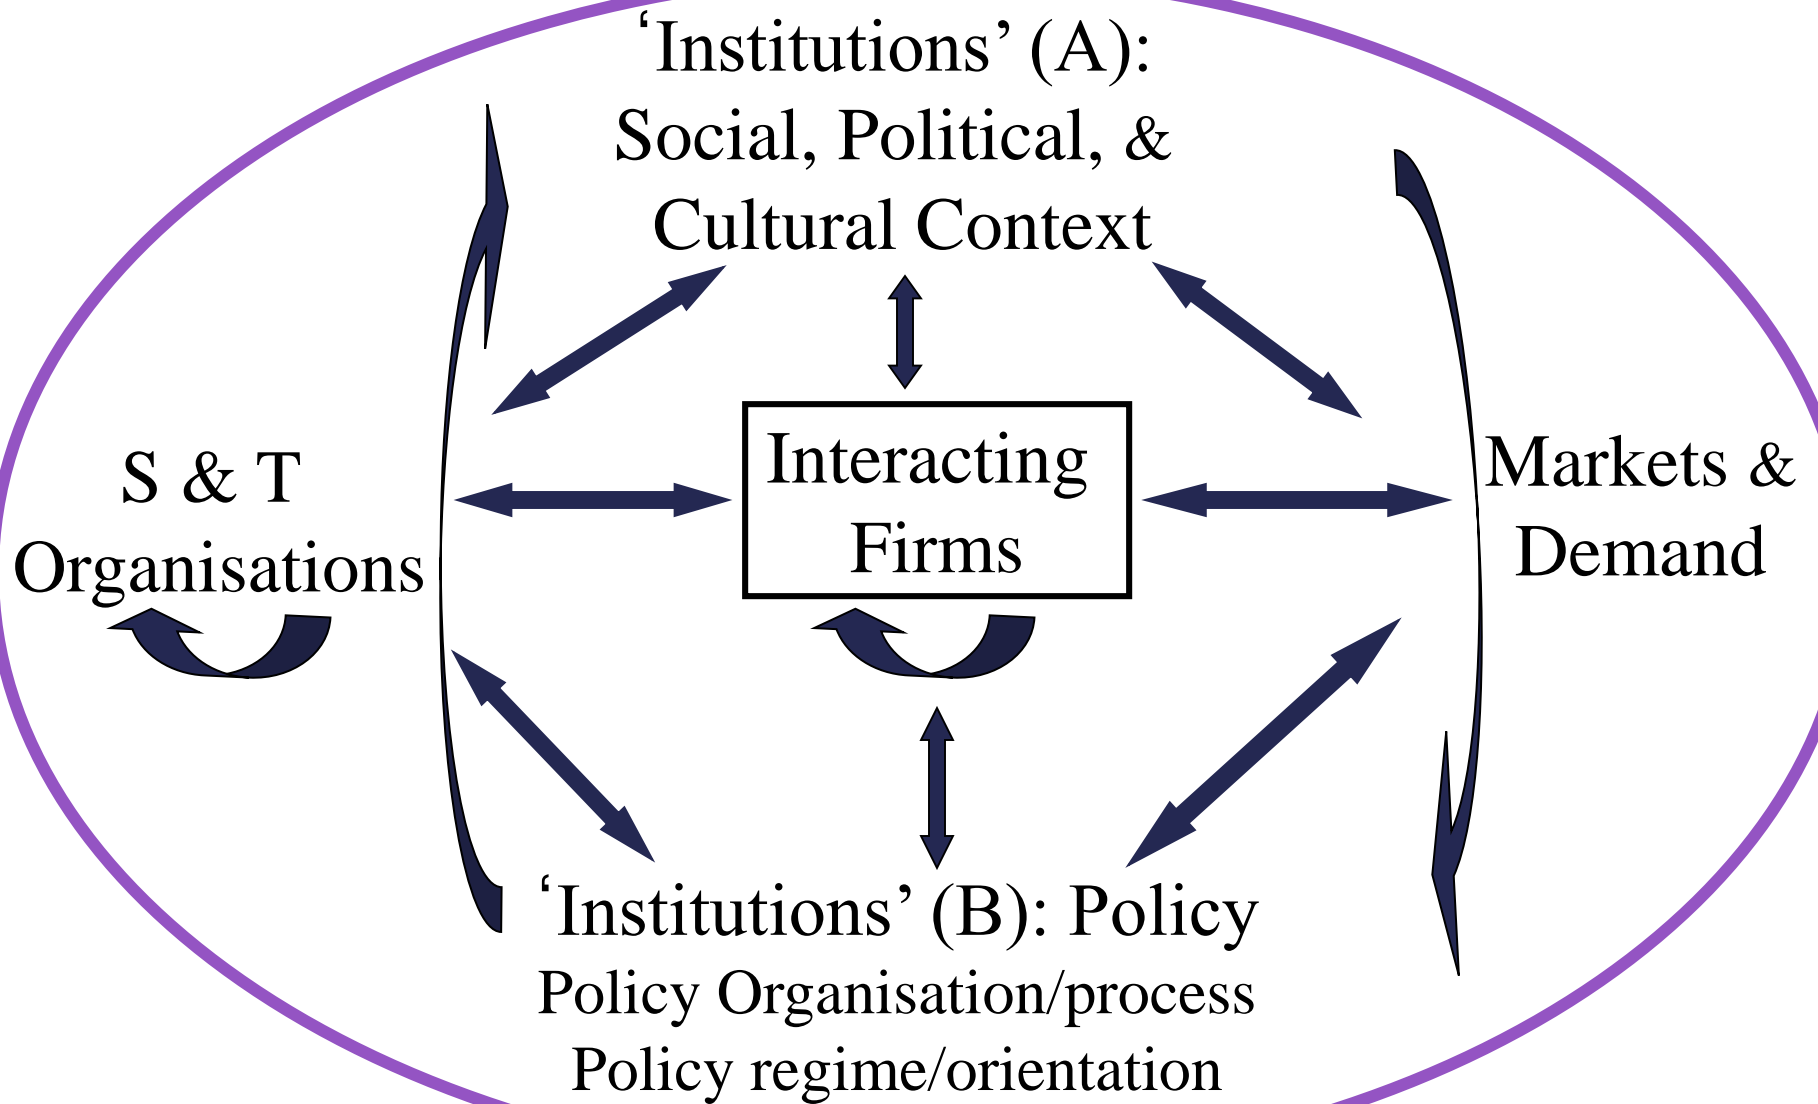 ‘Institutions’ (A):
Social, Political, &
Cultural Context
S & T
Organisations
Interacting
Firms
Markets &
Demand
‘Institutions’ (B): Policy
Policy Organisation/process
Policy regime/orientation